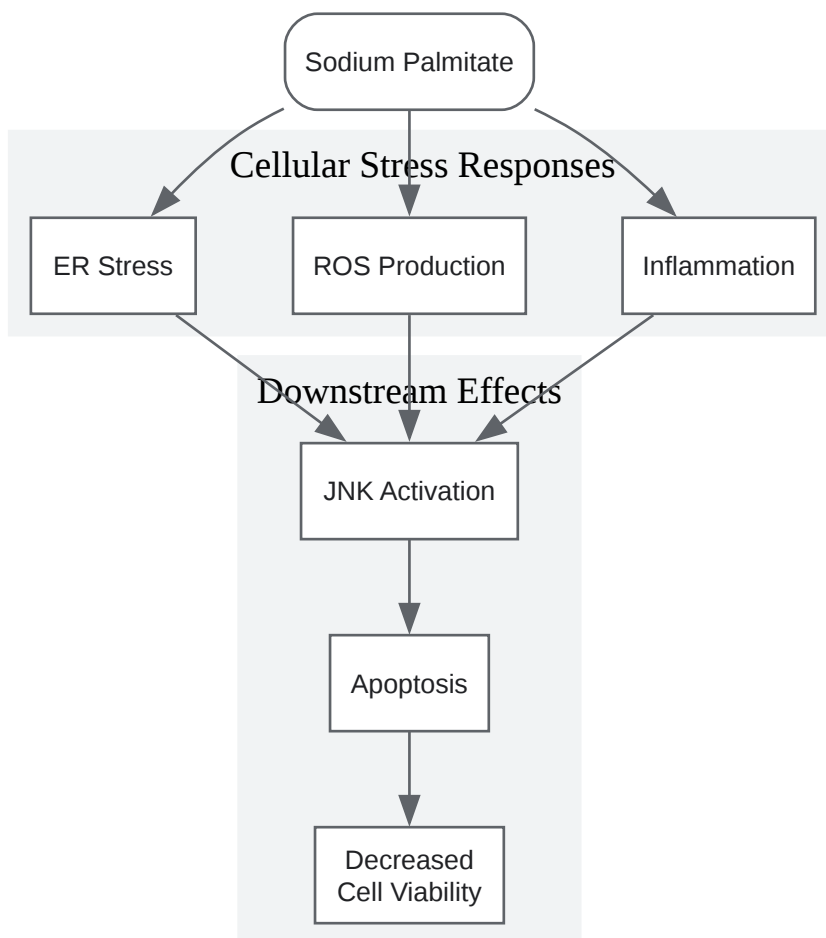 Sodium Palmitate
Cellular Stress Responses
ER Stress
ROS Production
Inflammation
Downstream Effects
JNK Activation
Apoptosis
Decreased
Cell Viability